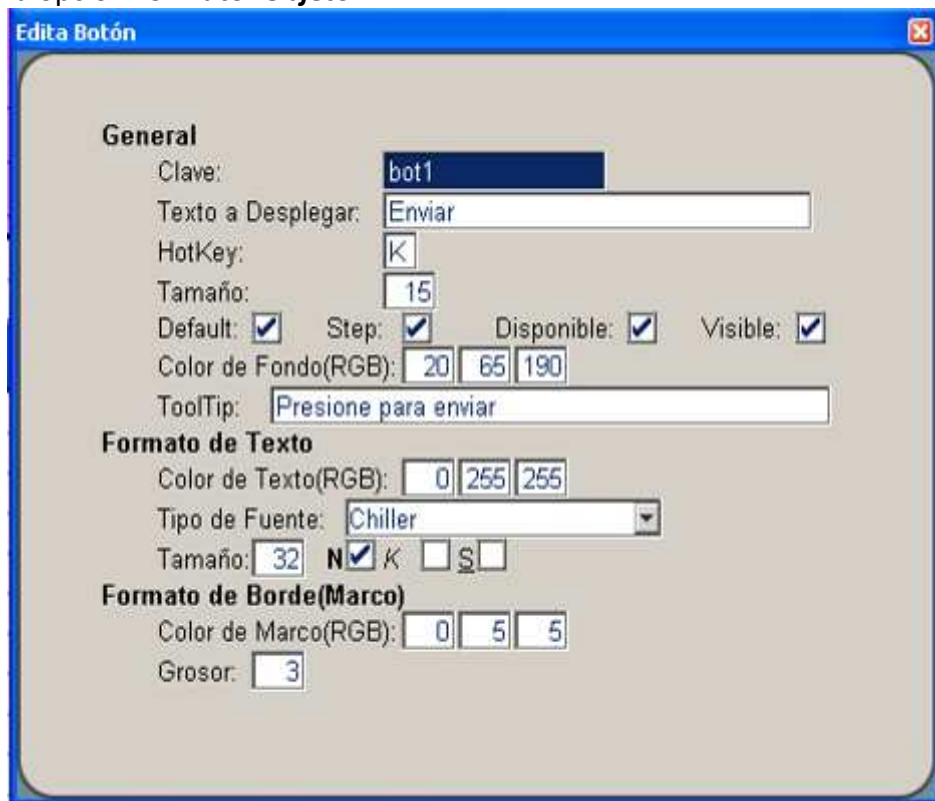 Edita Botón
General
Clave: bot1
Texto a Desplegar: Enviar
HotKey: K
Tamaño: 15
Default: Step: Disponible: Visible:
Color de Fondo(RGB): 20 65 190
ToolTip: Presione para enviar
Formato de Texto
Color de Texto(RGB): 0 255 255
Tipo de Fuente: Chiller
Tamaño: 32 N K S
Formato de Borde(Marco)
Color de Marco(RGB): 0 5 5
Grosor: 3